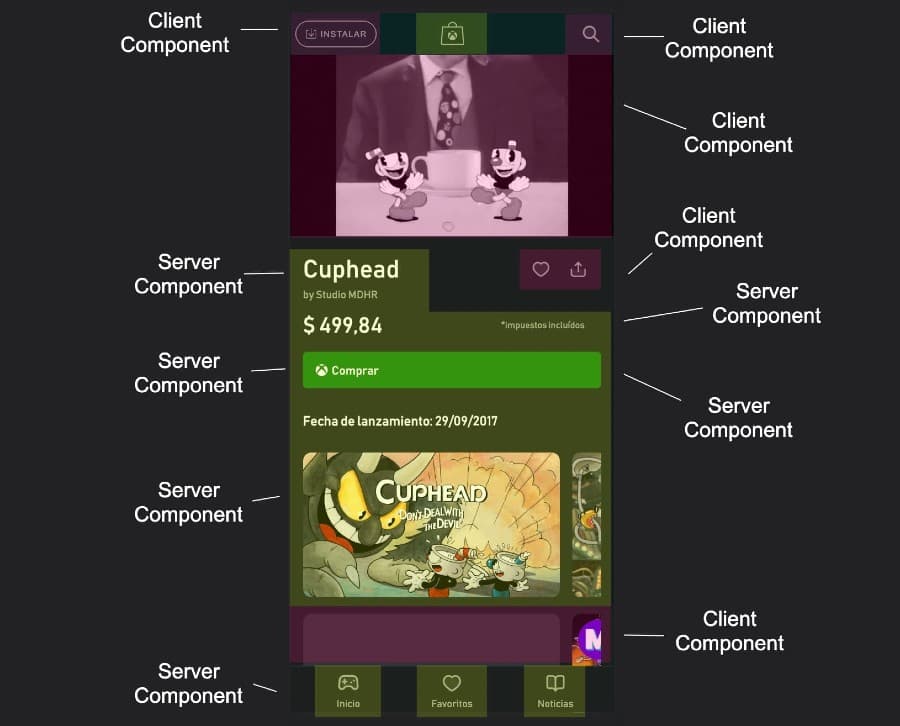 Client
Component
INSTALAR
Client
Component
Client
Component
Client
Component
Server
Component
Cuphead
by Studio MDHR
Server
Component
$ 499,84
*impuestos incluídos
Server
Component
Comprar
Server
Component
Fecha de lanzamiento: 29/09/2017
Server
Component
CUPHEAD
DON'T DEAL WITH
THE DEVIL
Client
Component
M
Server
Component
Inicio
Favoritos
Noticias